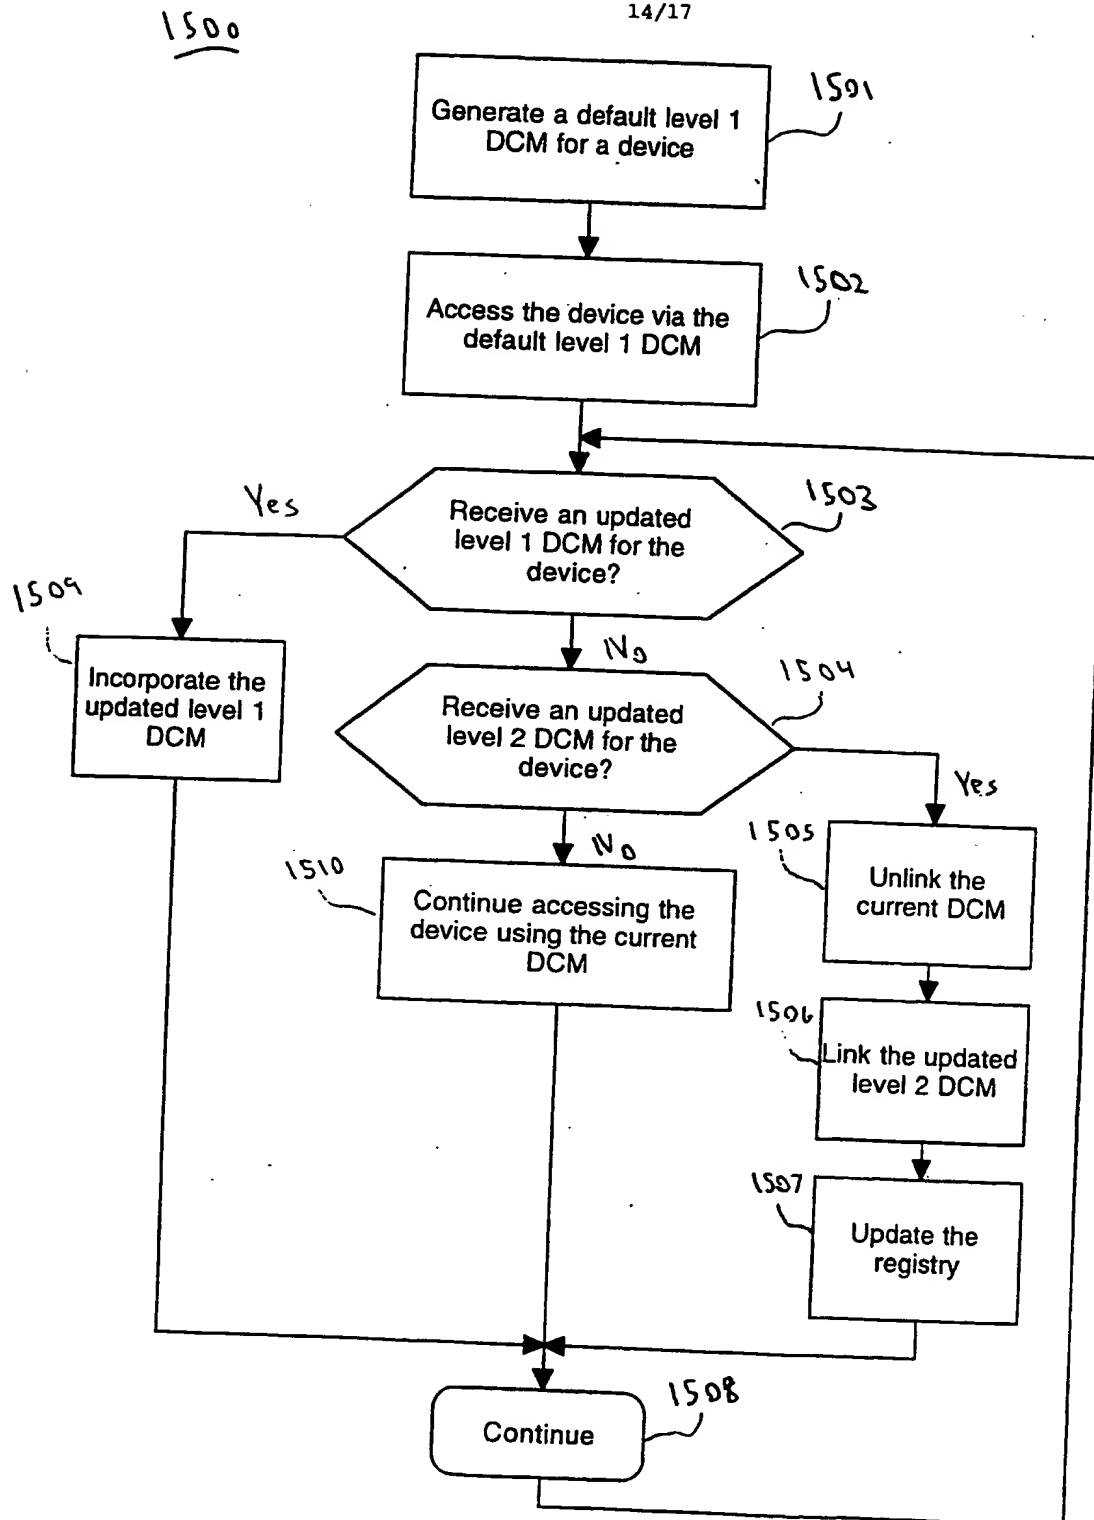 1500
14/17
Generate a default level 1
DCM for a device
1501
Access the device via the
default level 1 DCM
1502
Yes
Receive an updated
level 1 DCM for the
device?
1503
1509
Incorporate the
updated level 1
DCM
No
Receive an updated
level 2 DCM for the
device?
1504
Yes
No
1510
Continue accessing the
device using the current
DCM
1505
Unlink the
current DCM
1506
Link the updated
level 2 DCM
1507
Update the
registry
Continue
1508